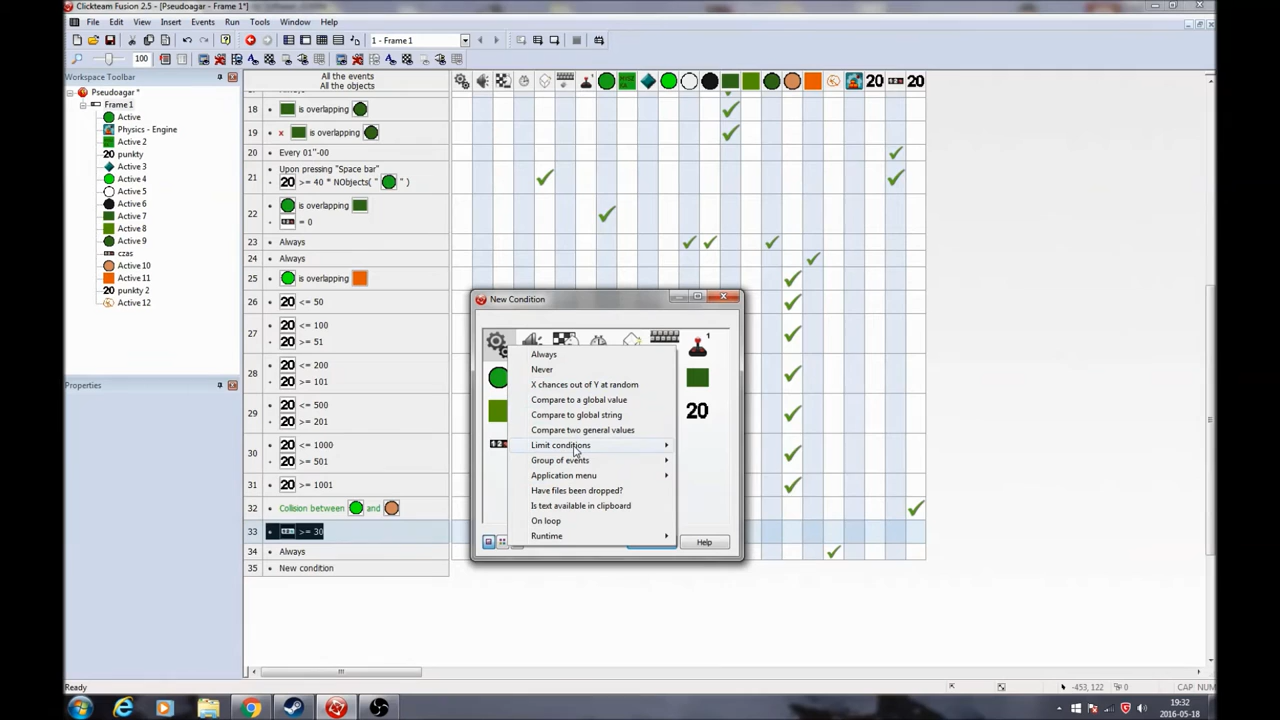 Clickteam Fusion 2.5 - [Pseudoagar - Frame 1*]
File Edit View Insert Events Run Tools Window Help
1 - Frame 1
100
Workspace Toolbar
Pseudoagar *
Frame 1
Active
Physics - Engine
Active 2
punkty
Active 3
Active 4
Active 5
Active 6
Active 7
Active 8
Active 9
czas
Active 10
Active 11
punkty 2
Active 12
Properties
All the events
All the objects
20 20
18 is overlapping
19 x is overlapping
20 Every 01"-00
21 Upon pressing "Space bar"
20 >= 40 * NObjects( " " )
22 is overlapping
= 0
23 Always
24 Always
25 is overlapping
26 20 <= 50
27 20 <= 100
20 >= 51
28 20 <= 200
20 >= 101
29 20 <= 500
20 >= 201
30 20 <= 1000
20 >= 501
31 20 >= 1001
32 Collision between and
33 >= 30
34 Always
35 New condition
New Condition
1
20
Always
Never
X chances out of Y at random
Compare to a global value
Compare to global string
Compare two general values
Limit conditions
Group of events
Application menu
Have files been dropped?
Is text available in clipboard
On loop
Runtime
Help
Ready
-453, 122
0
CAP NUM
19:32
2016-05-18